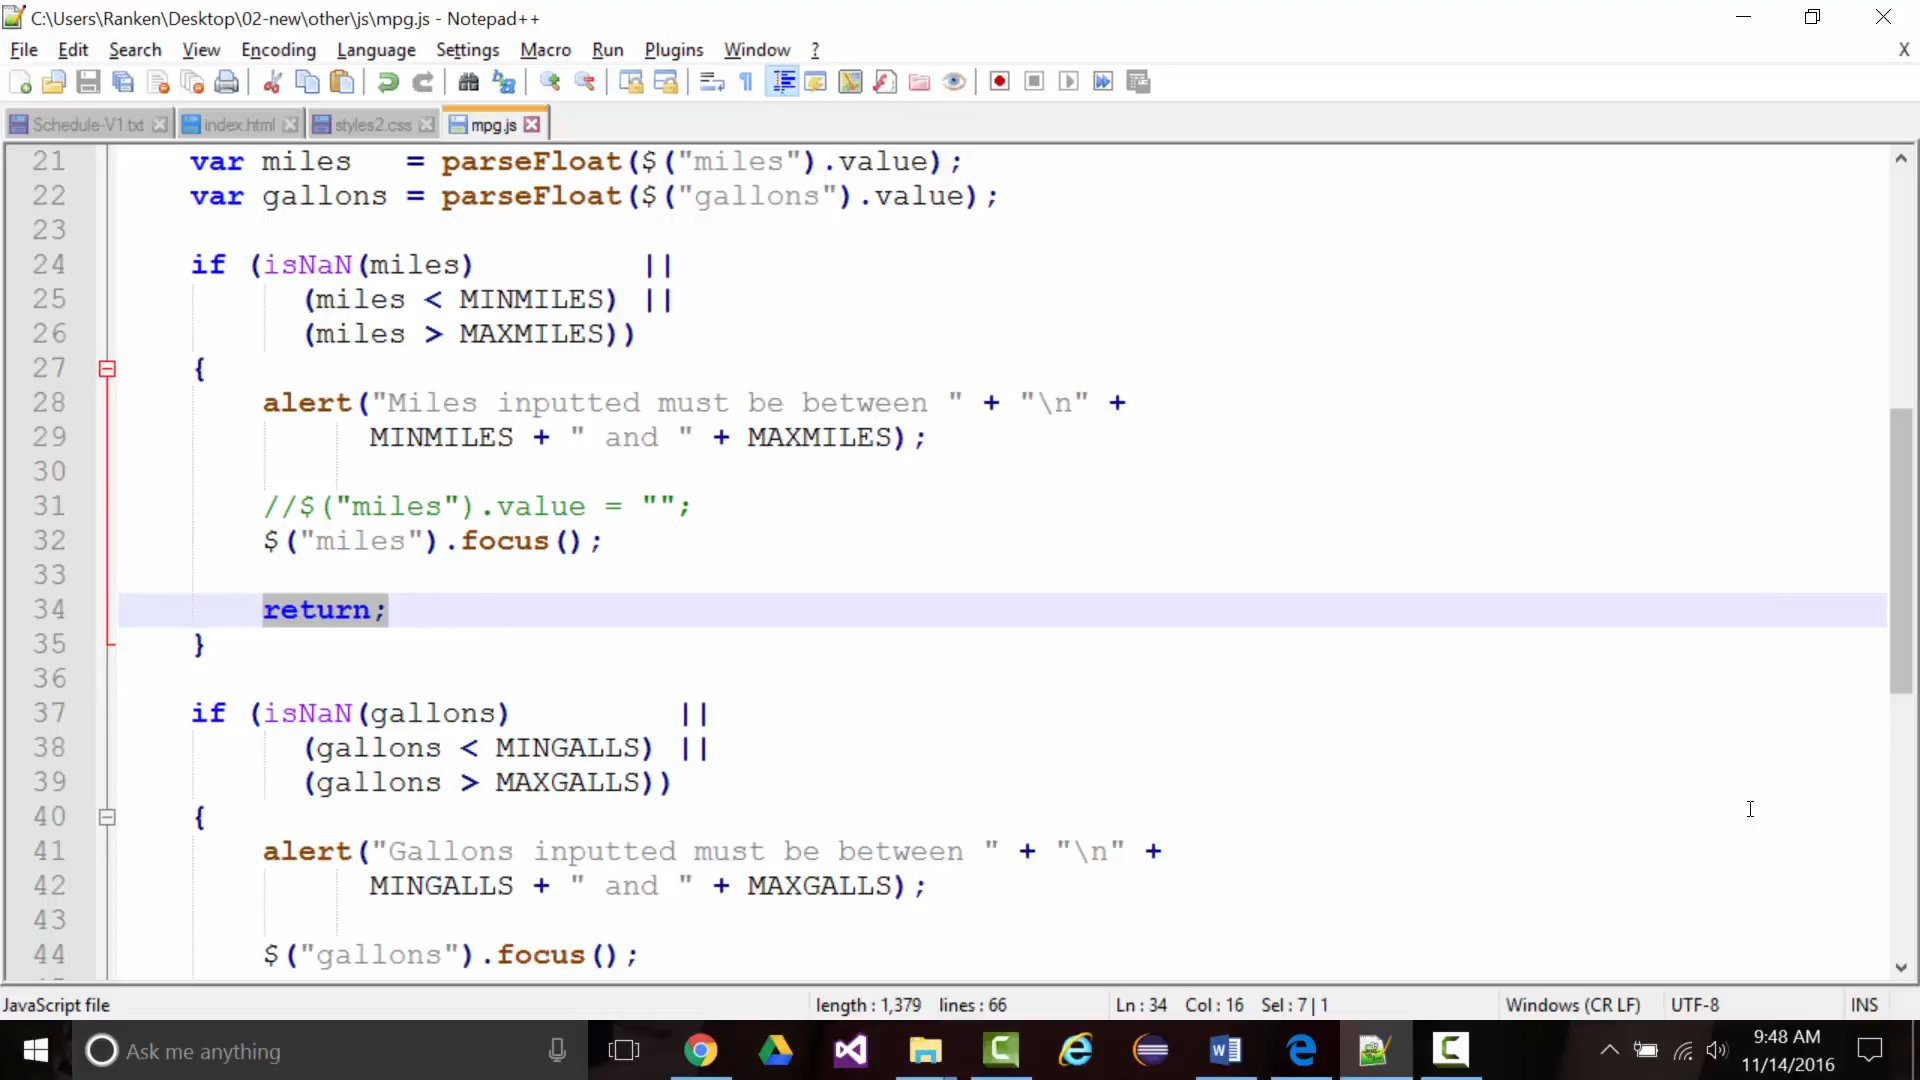 C:\Users\Ranken\Desktop\02-new\other\js\mpg.js - Notepad++
File Edit Search View Encoding Language Settings Macro Run Plugins Window ? X
Schedule-V1.txt index.html styles2.css mpg.js
21 var miles   = parseFloat($("miles").value);
22 var gallons = parseFloat($("gallons").value);
23
24 if (isNaN(miles)         ||
25 (miles < MINMILES) ||
26 (miles > MAXMILES))
27 {
28 alert("Miles inputted must be between " + "\n" +
29 MINMILES + " and " + MAXMILES);
30
31 //$("miles").value = "";
32 $("miles").focus();
33
34 return;
35 }
36
37 if (isNaN(gallons)         ||
38 (gallons < MINGALLS) ||
39 (gallons > MAXGALLS))
40 {
41 alert("Gallons inputted must be between " + "\n" +
42 MINGALLS + " and " + MAXGALLS);
43
44 $("gallons").focus();
JavaScript file length : 1,379 lines : 66 Ln : 34 Col : 16 Sel : 7 | 1 Windows (CR LF) UTF-8 INS
Ask me anything
9:48 AM
11/14/2016